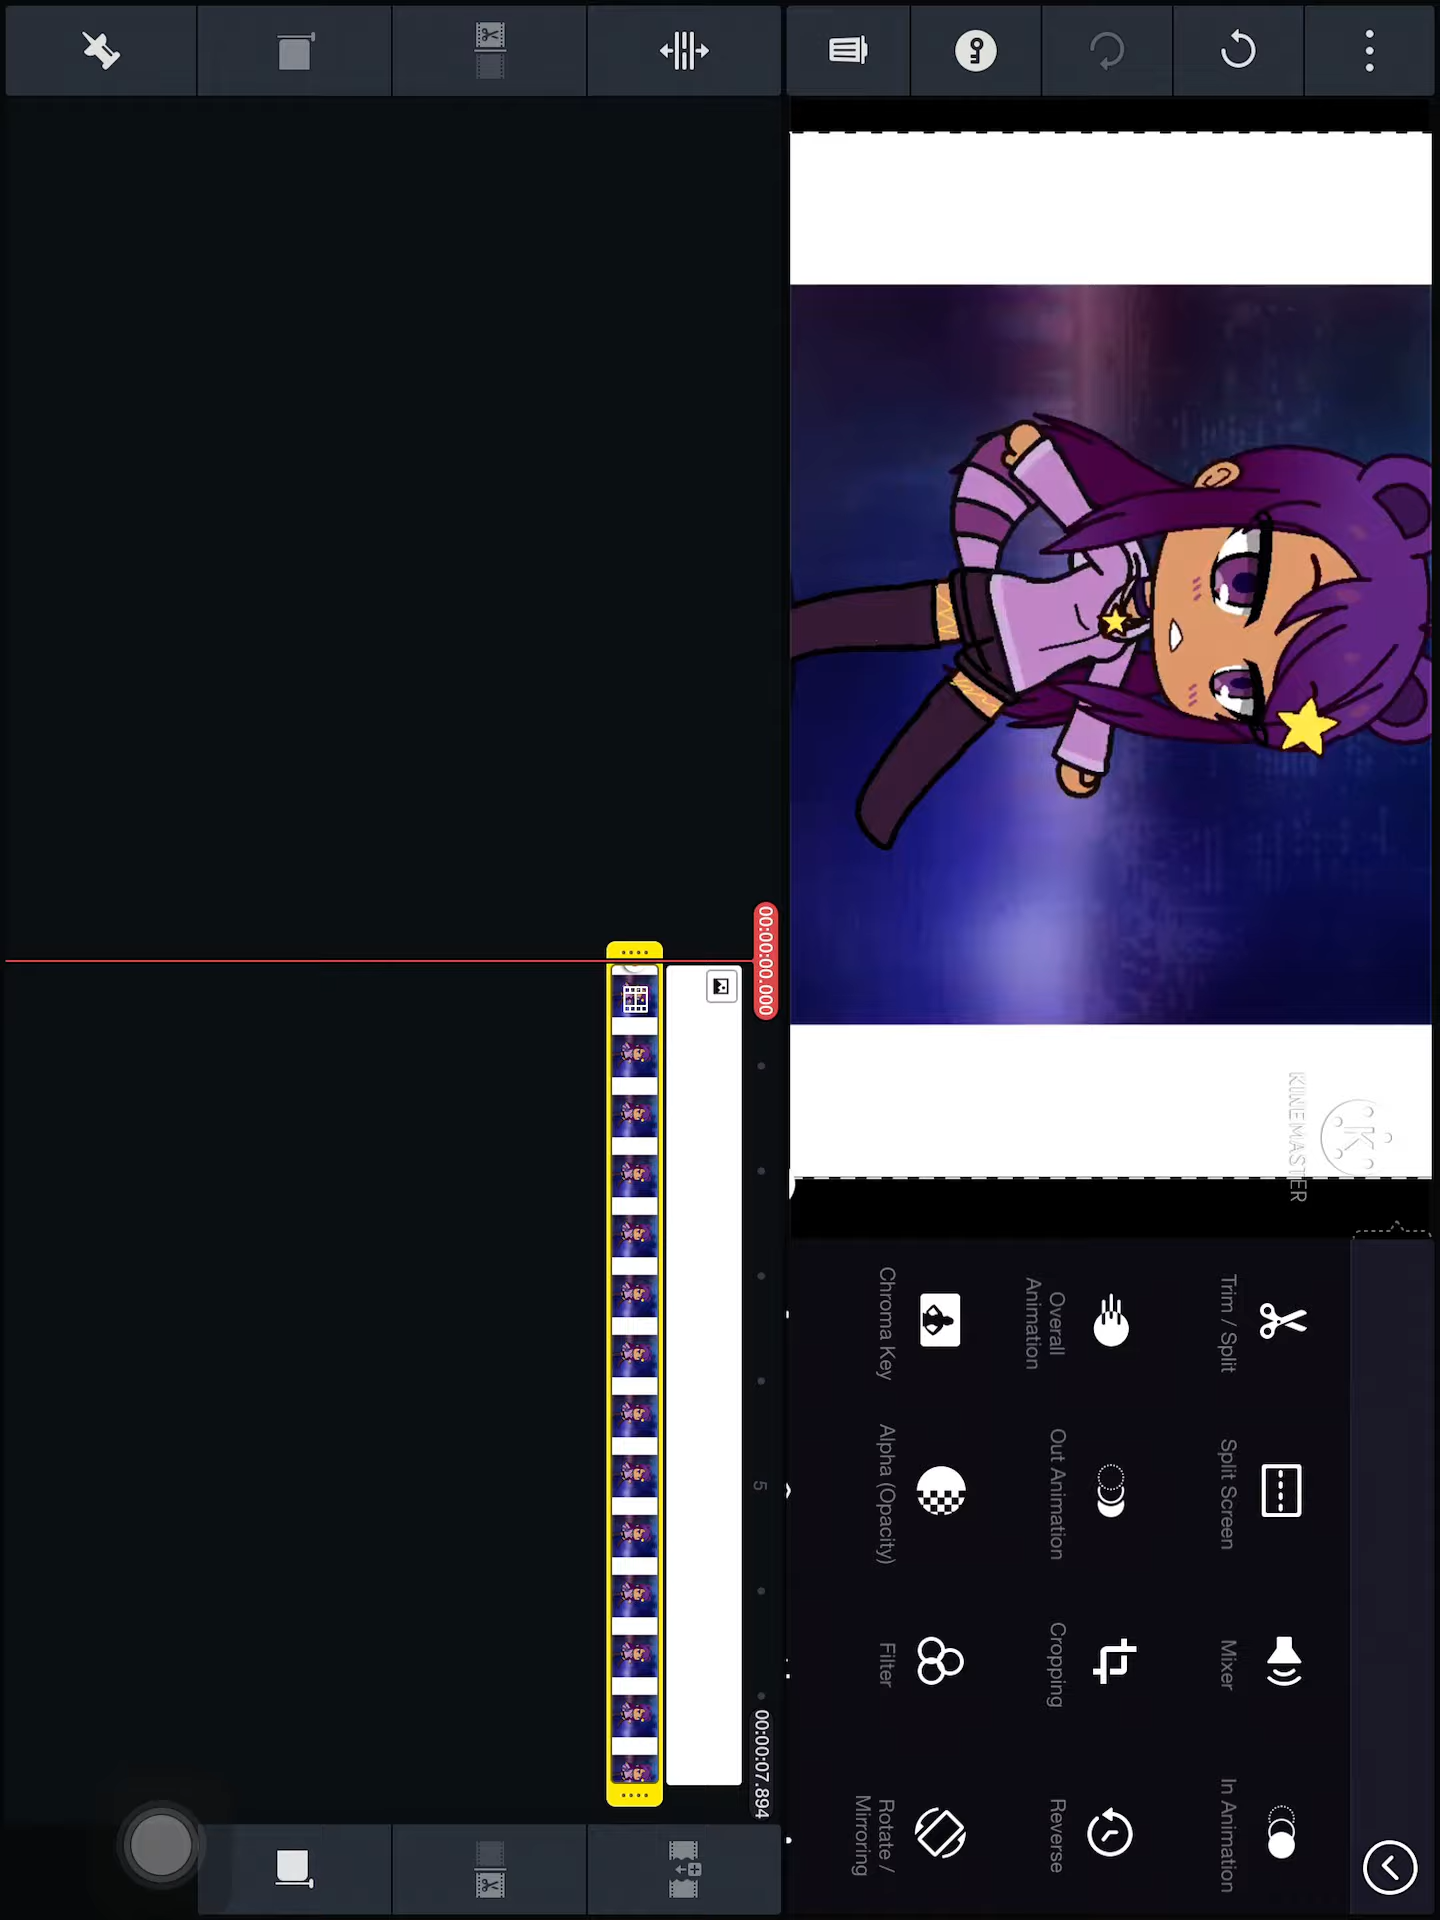 KINEMASTER
Trim / Split
Split Screen
Mixer
In Animation
Overall
Animation
Out Animation
Cropping
Reverse
Chroma Key
Alpha (Opacity)
Filter
Rotate /
Mirroring
00:00:00.000
5
00:00:07.894